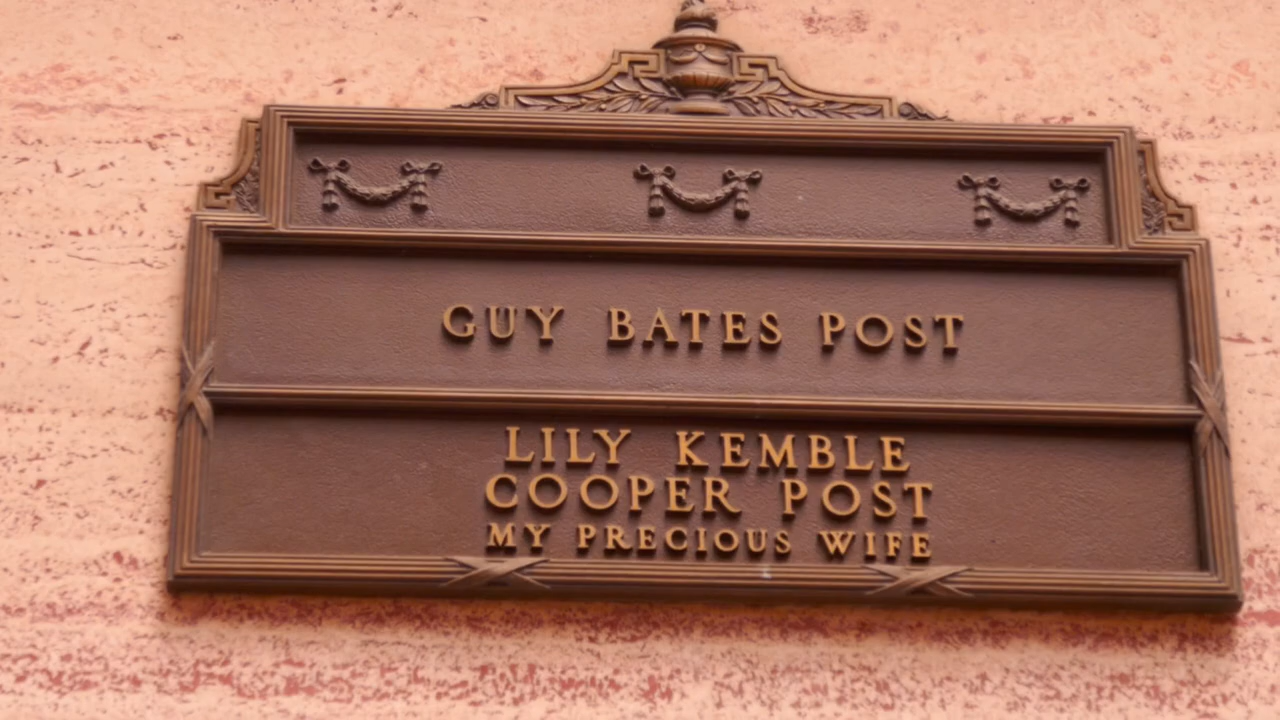 GUY BATES POST
LILY KEMBLE
COOPER POST
MY PRECIOUS WIFE